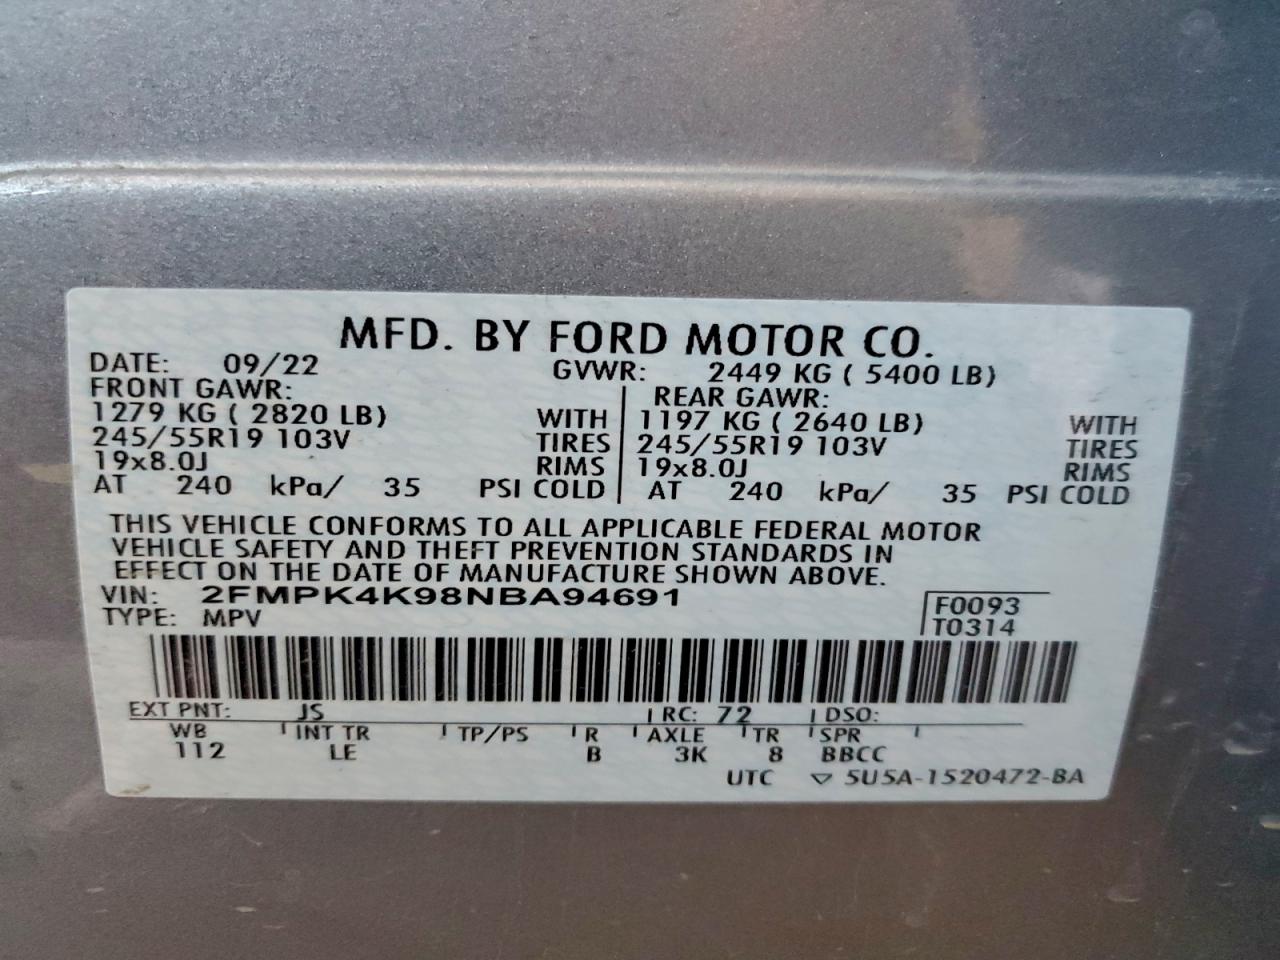 MFD. BY FORD MOTOR CO.
DATE: 09/22 GVWR: 2449 KG ( 5400 LB)
FRONT GAWR: REAR GAWR:
1279 KG ( 2820 LB) WITH 1197 KG ( 2640 LB) WITH
245/55R19 103V TIRES 245/55R19 103V TIRES
19x8.0J RIMS 19x8.0J RIMS
AT 240 kPa/ 35 PSI COLD AT 240 kPa/ 35 PSI COLD
THIS VEHICLE CONFORMS TO ALL APPLICABLE FEDERAL MOTOR
VEHICLE SAFETY AND THEFT PREVENTION STANDARDS IN
EFFECT ON THE DATE OF MANUFACTURE SHOWN ABOVE.
VIN: 2FMPK4K98NBA94691 F0093
TYPE: MPV T0314
EXT PNT: JS RC: 72 DSO:
WB INT TR TP/PS R AXLE TR SPR
112 LE B 3K 8 BBCC
UTC ▽ 5U5A-1520472-BA